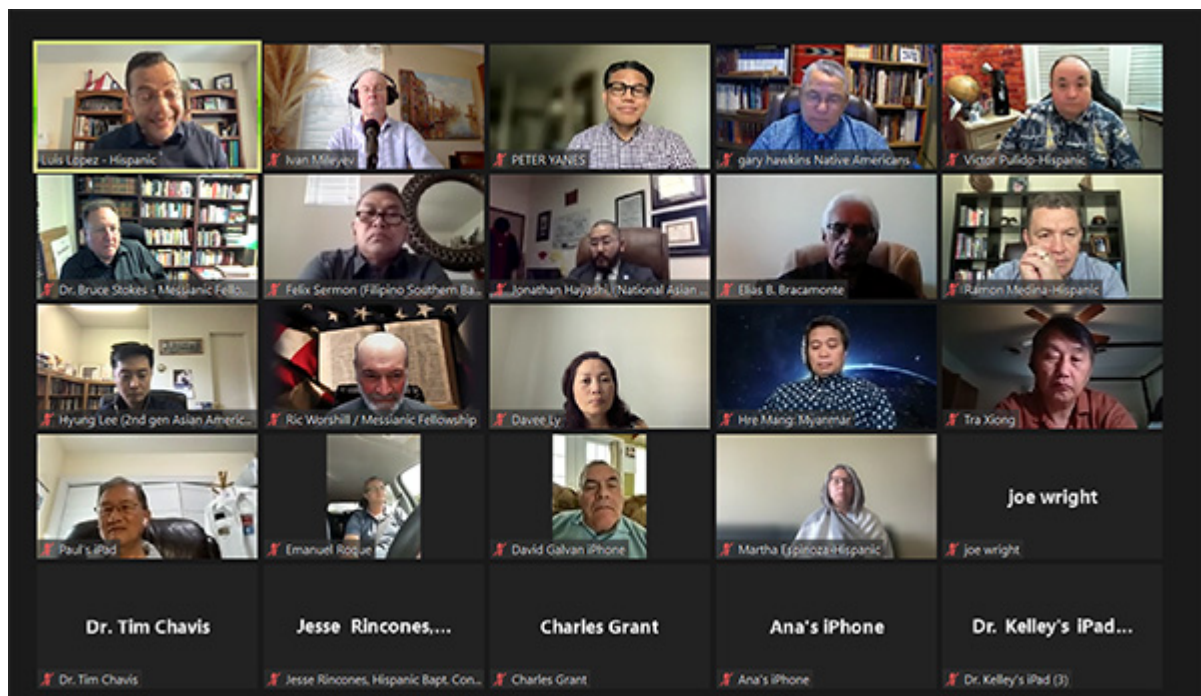 Luis Lopez - Hispanic
Ivan Mileyev
PETER YANES
gary hawkins Native Americans
Victor Pulido-Hispanic
Dr. Bruce Stokes - Messianic Fello...
Felix Sermon (Filipino Southern Ba...
Jonathan Hayashi, National Asian ...
Elias B. Bracamonte
Ramon Medina-Hispanic
Hyung Lee (2nd gen Asian Americ...
Ric Worshill / Messianic Fellowship
Davee Ly
Hre Mang: Myanmar
Tra Xiong
Paul's iPad
Emanuel Roque
David Galvan iPhone
Martha Espinoza-Hispanic
joe wright
joe wright
Dr. Tim Chavis
Dr. Tim Chavis
Jesse Rincones,...
Jesse Rincones, Hispanic Bapt. Con...
Charles Grant
Charles Grant
Ana's iPhone
Ana's iPhone
Dr. Kelley's iPad...
Dr. Kelley's iPad (3)